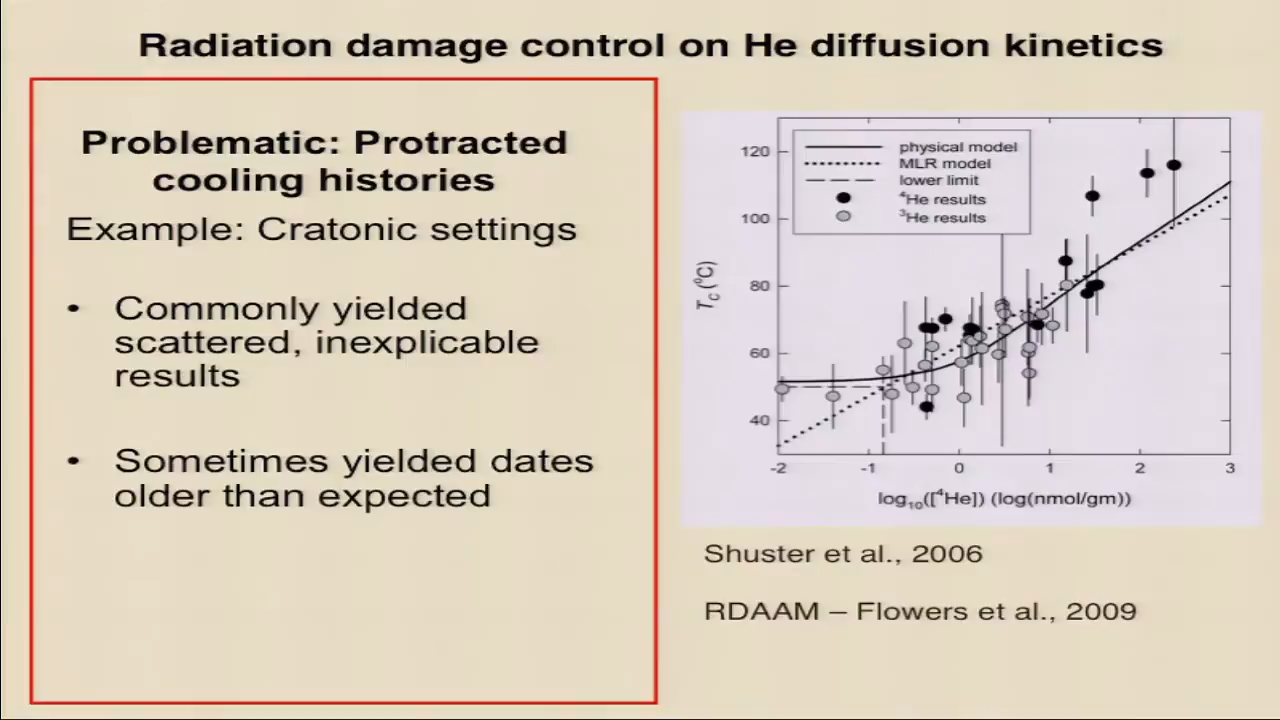 Radiation damage control on He diffusion kinetics
Problematic: Protracted
cooling histories
Example: Cratonic settings
• Commonly yielded
scattered, inexplicable
results
• Sometimes yielded dates
older than expected
physical model
MLR model
lower limit
⁴He results
³He results
120
100
80
60
40
T_C (⁰C)
-2 -1 0 1 2 3
log₁₀([⁴He]) (log(nmol/gm))
Shuster et al., 2006
RDAAM – Flowers et al., 2009